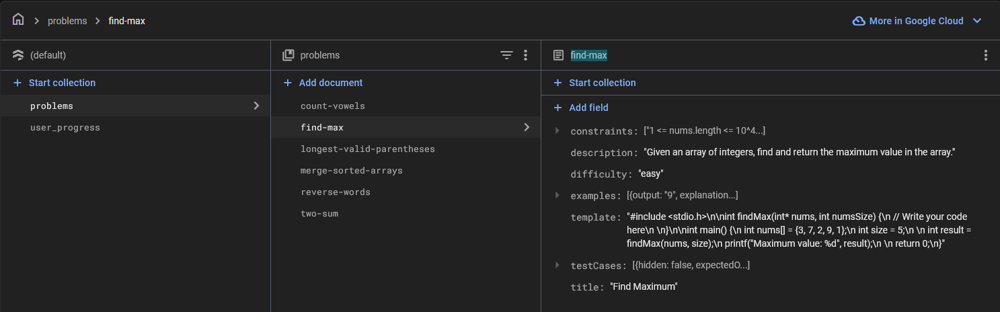 problems find-max
More in Google Cloud
(default)
problems
find-max
Start collection
Add document
Start collection
problems
user_progress
count-vowels
find-max
longest-valid-parentheses
merge-sorted-arrays
reverse-words
two-sum
Add field
constraints: ["1 <= nums.length <= 10^4...]
description: "Given an array of integers, find and return the maximum value in the array."
difficulty: "easy"
examples: [{output: "9", explanation...]
template: "#include <stdio.h>\n\nint findMax(int* nums, int numsSize) {\n // Write your code
here\n \n}\n\nint main() {\n int nums[] = {3, 7, 2, 9, 1};\n int size = 5;\n \n int result =
findMax(nums, size);\n printf("Maximum value: %d", result);\n \n return 0;\n}"
testCases: [{hidden: false, expectedO...]
title: "Find Maximum"